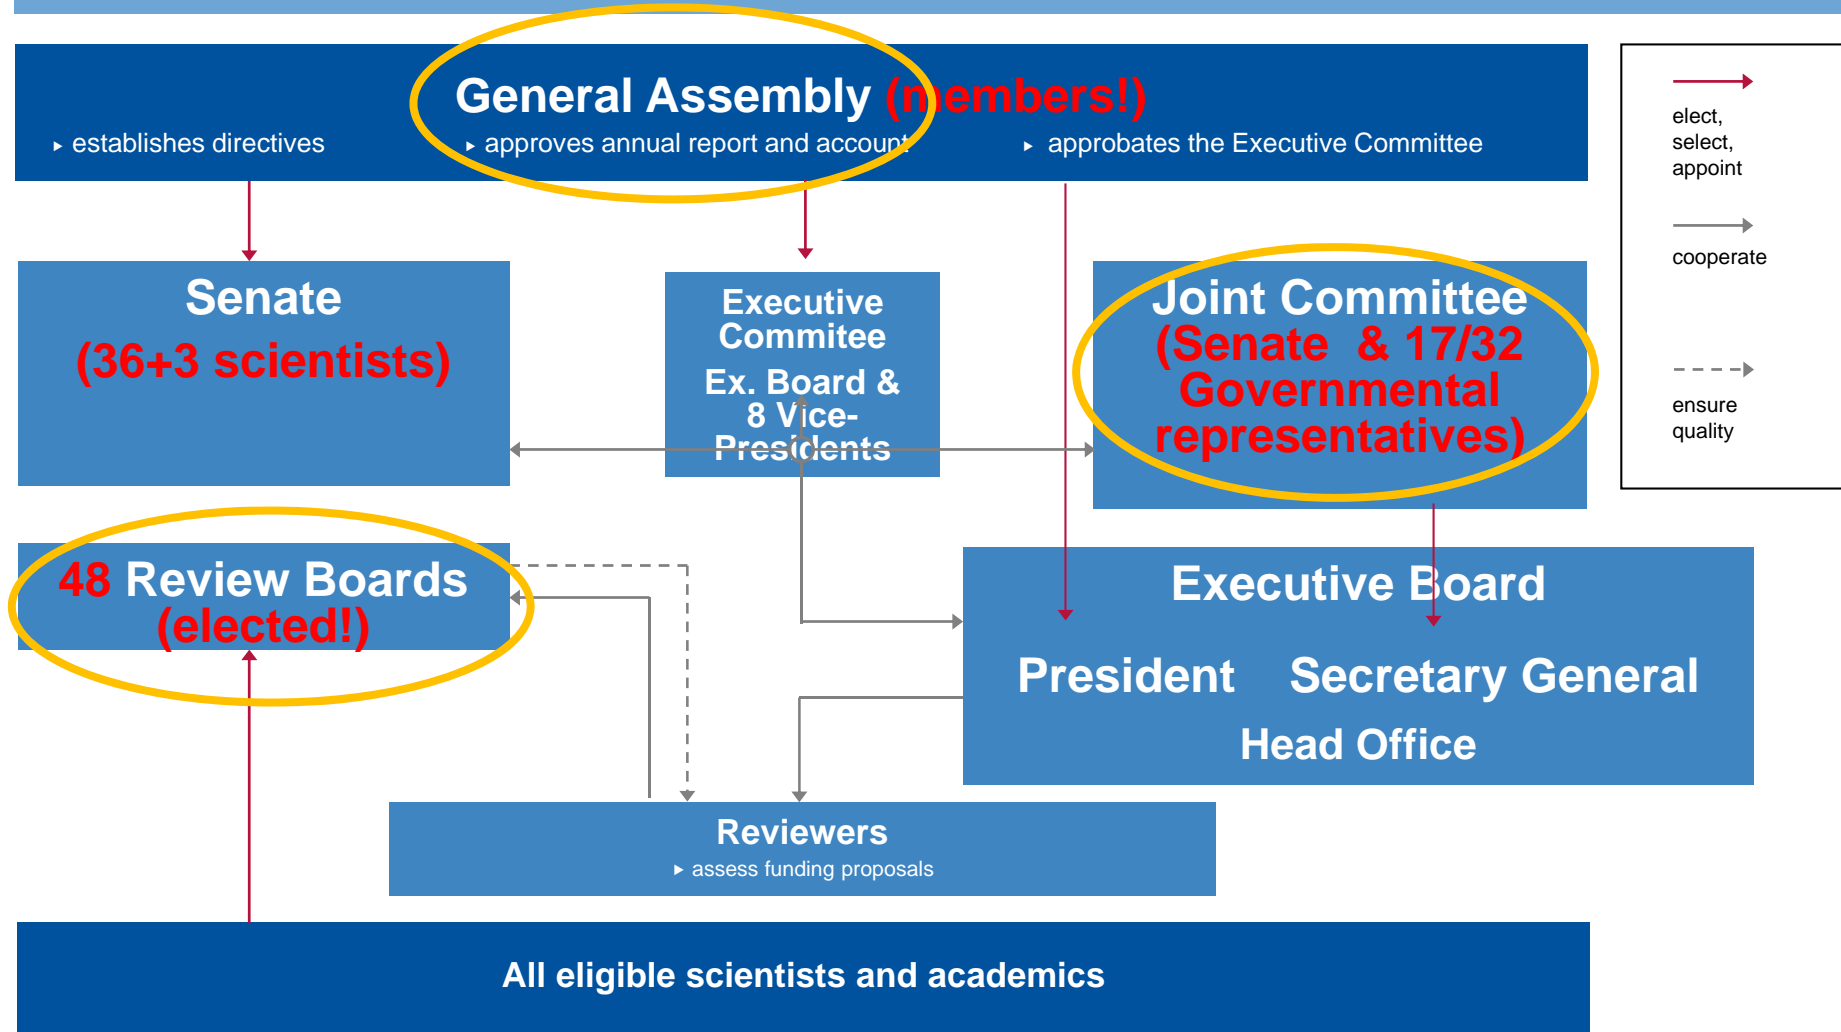 General Assembly (members!)
▸ establishes directives
▸ approves annual report and account
▸ approbates the Executive Committee
elect,
select,
appoint
cooperate
ensure
quality
Senate
(36+3 scientists)
Executive
Commitee
Ex. Board &
8 Vice-
Presidents
Joint Committee
(Senate & 17/32
Governmental
representatives)
48 Review Boards
(elected!)
Executive Board
President Secretary General
Head Office
Reviewers
▸ assess funding proposals
All eligible scientists and academics